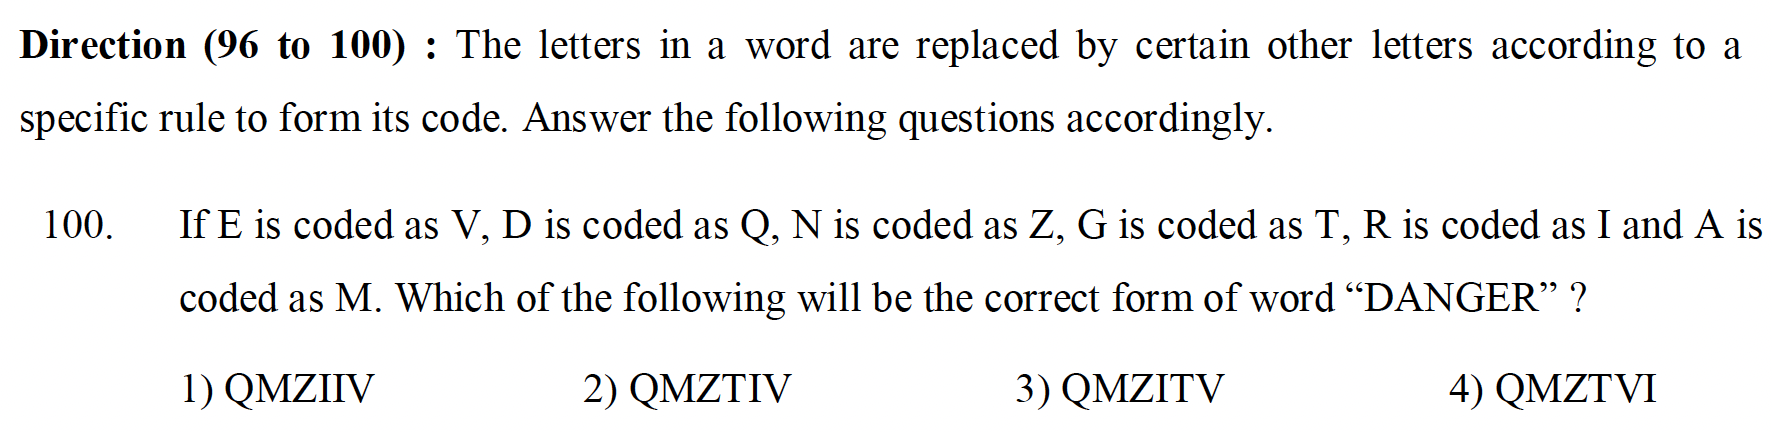 Direction (96 to 100) : The letters in a word are replaced by certain other letters according to a
specific rule to form its code. Answer the following questions accordingly.
100. If E is coded as V, D is coded as Q, N is coded as Z, G is coded as T, R is coded as I and A is
coded as M. Which of the following will be the correct form of word “DANGER” ?
1) QMZIIV 2) QMZTIV 3) QMZITV 4) QMZTVI